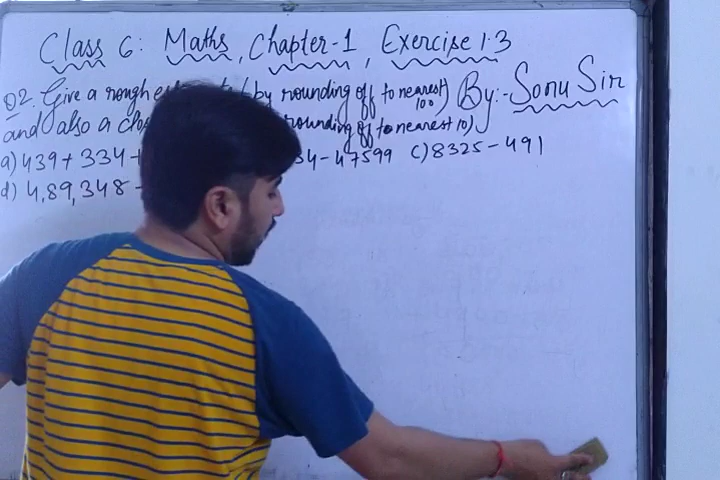 Class 6: Maths, Chapter-1, Exercise 1.3
By:- Sonu Sir
Q2. Give a rough by rounding off to nearest 100)
and also a rounding off to nearest 10)
a) 439+334+ 34-47599 c) 8325-491
d) 4,89,348-